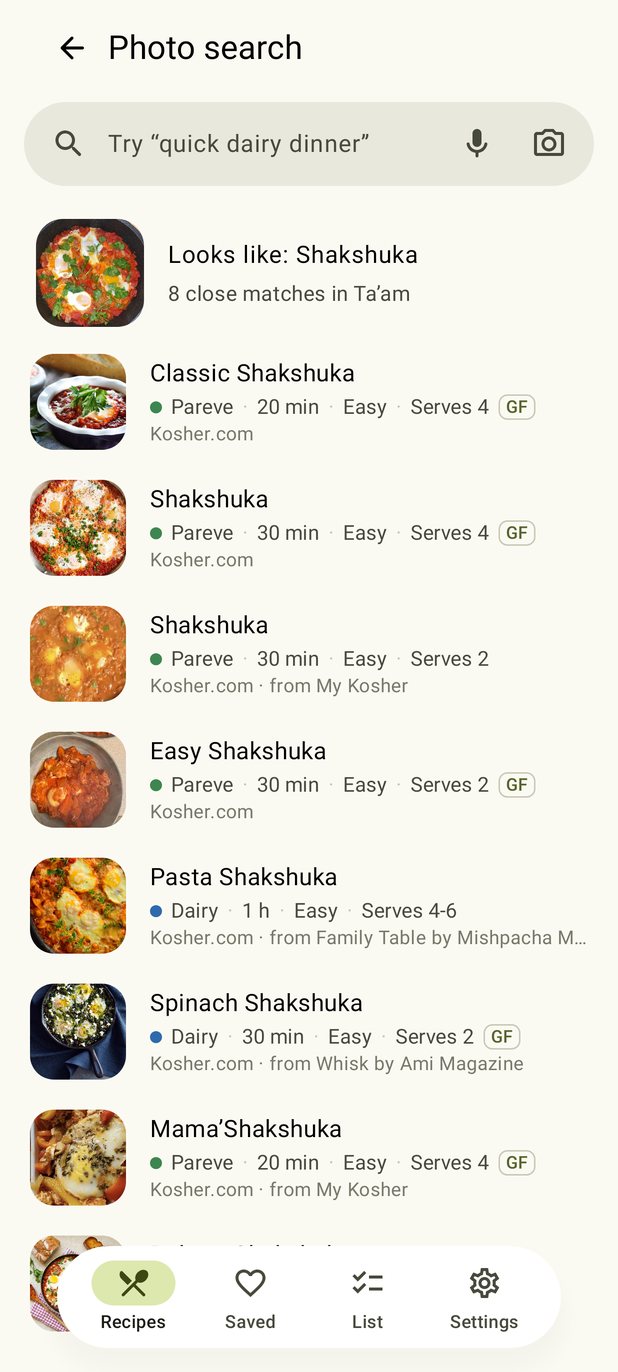 Photo search
Try “quick dairy dinner”
Looks like: Shakshuka
8 close matches in Ta’am
Classic Shakshuka
Pareve · 20 min · Easy · Serves 4 GF
Kosher.com
Shakshuka
Pareve · 30 min · Easy · Serves 4 GF
Kosher.com
Shakshuka
Pareve · 30 min · Easy · Serves 2
Kosher.com · from My Kosher
Easy Shakshuka
Pareve · 30 min · Easy · Serves 2 GF
Kosher.com
Pasta Shakshuka
Dairy · 1 h · Easy · Serves 4-6
Kosher.com · from Family Table by Mishpacha M…
Spinach Shakshuka
Dairy · 30 min · Easy · Serves 2 GF
Kosher.com · from Whisk by Ami Magazine
Mama’Shakshuka
Pareve · 20 min · Easy · Serves 4 GF
Kosher.com · from My Kosher
Recipes
Saved
List
Settings